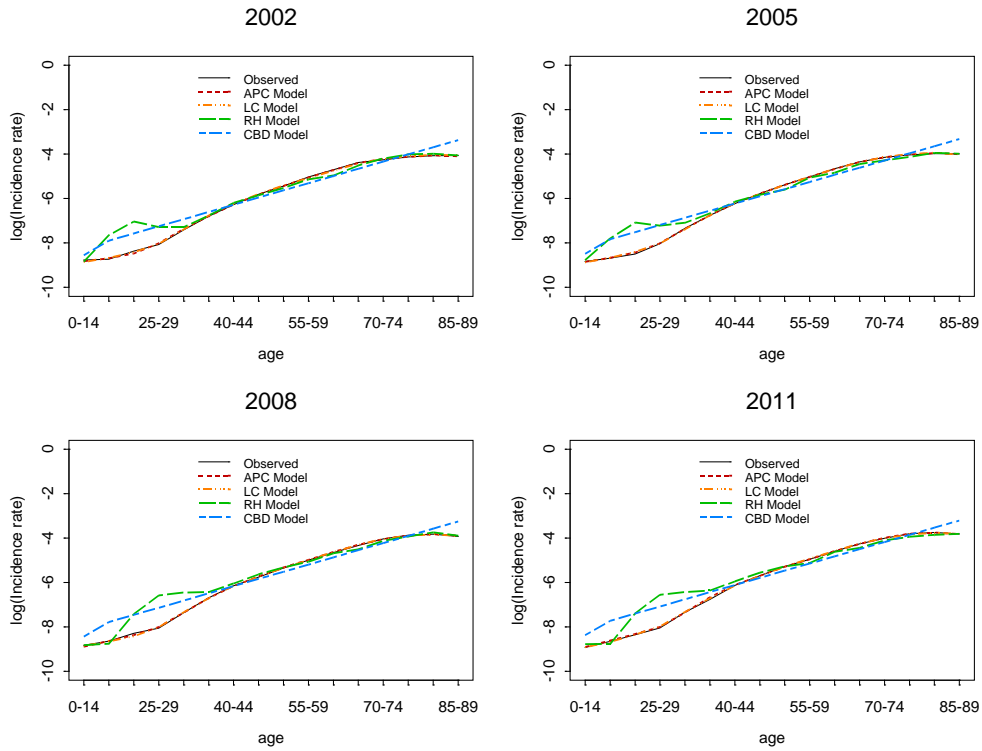 2002
log(Incidence rate)
0
-2
-4
-6
-8
-10
Observed
APC Model
LC Model
RH Model
CBD Model
0-14 25-29 40-44 55-59 70-74 85-89
age
2005
log(Incidence rate)
0
-2
-4
-6
-8
-10
Observed
APC Model
LC Model
RH Model
CBD Model
0-14 25-29 40-44 55-59 70-74 85-89
age
2008
log(Incidence rate)
0
-2
-4
-6
-8
-10
Observed
APC Model
LC Model
RH Model
CBD Model
0-14 25-29 40-44 55-59 70-74 85-89
age
2011
log(Incidence rate)
0
-2
-4
-6
-8
-10
Observed
APC Model
LC Model
RH Model
CBD Model
0-14 25-29 40-44 55-59 70-74 85-89
age